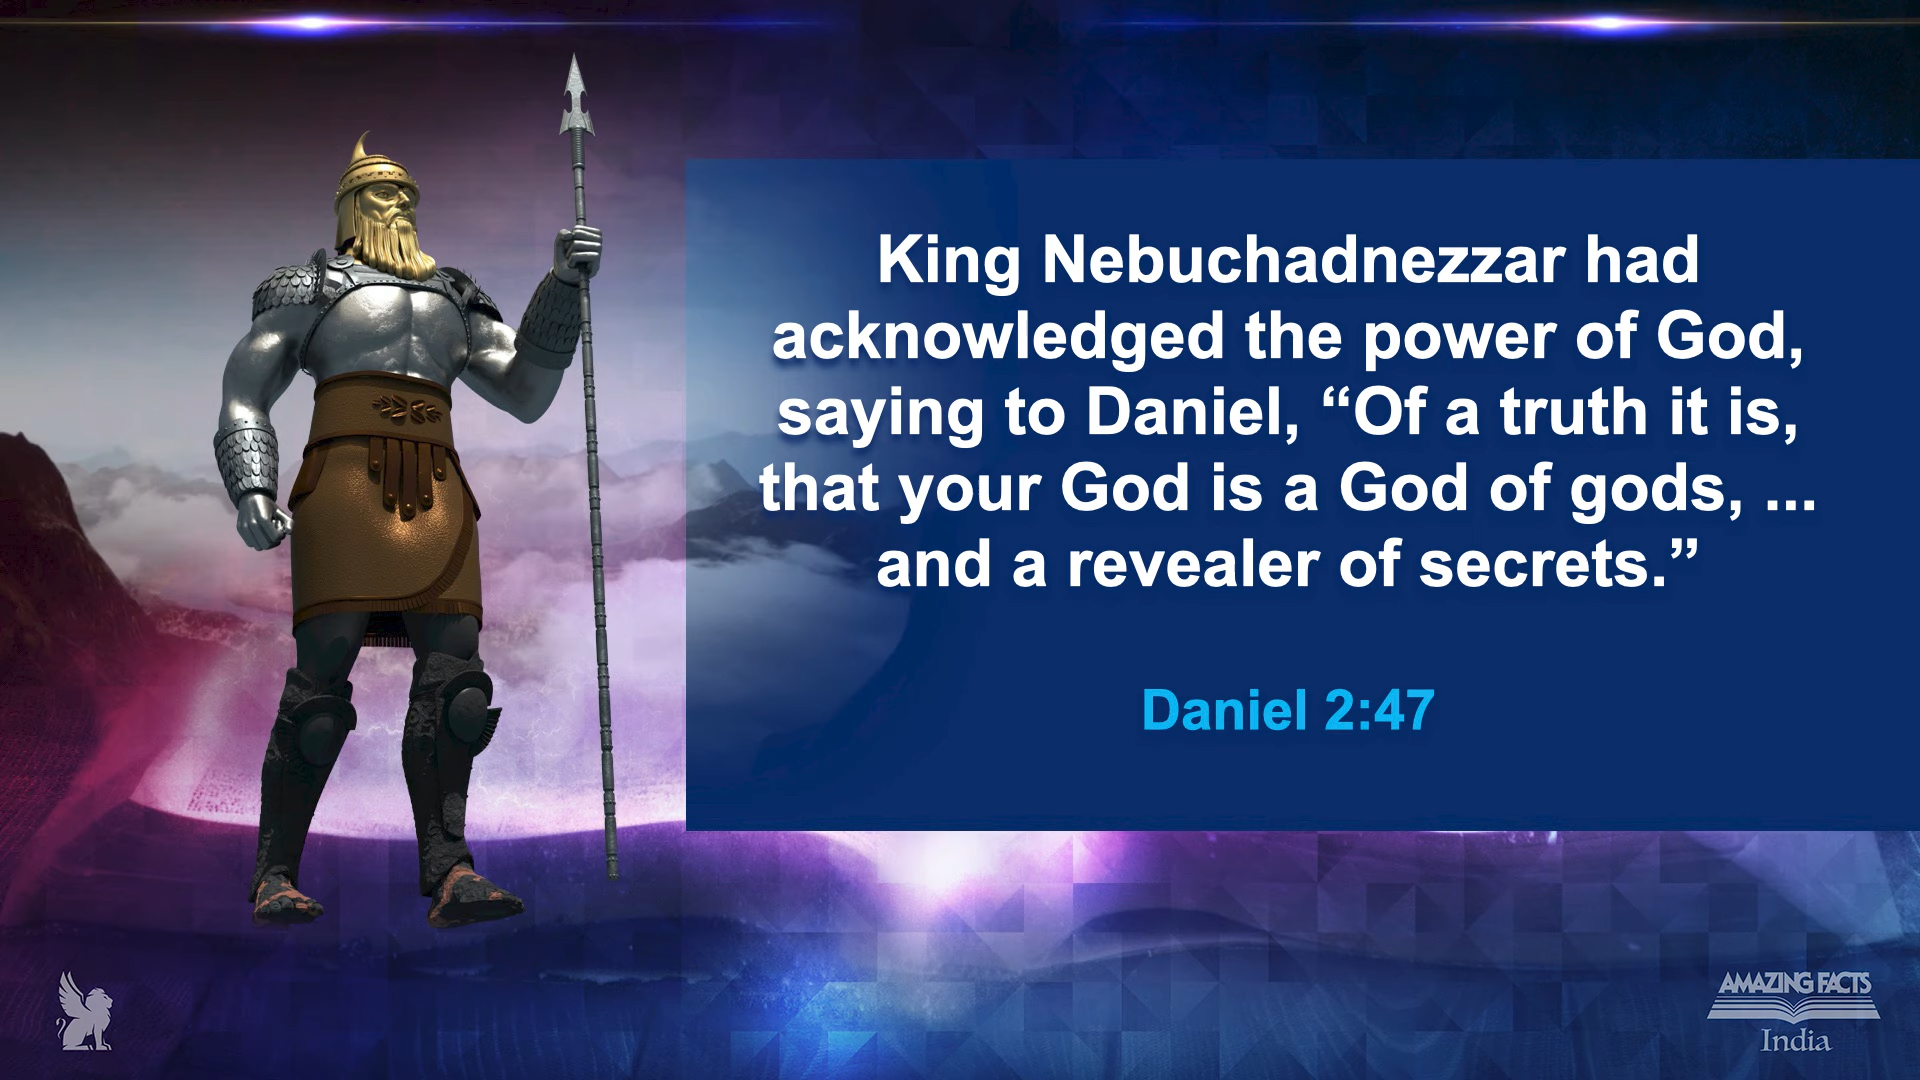 King Nebuchadnezzar had
acknowledged the power of God,
saying to Daniel, “Of a truth it is,
that your God is a God of gods, ...
and a revealer of secrets.”
Daniel 2:47
AMAZING FACTS
India